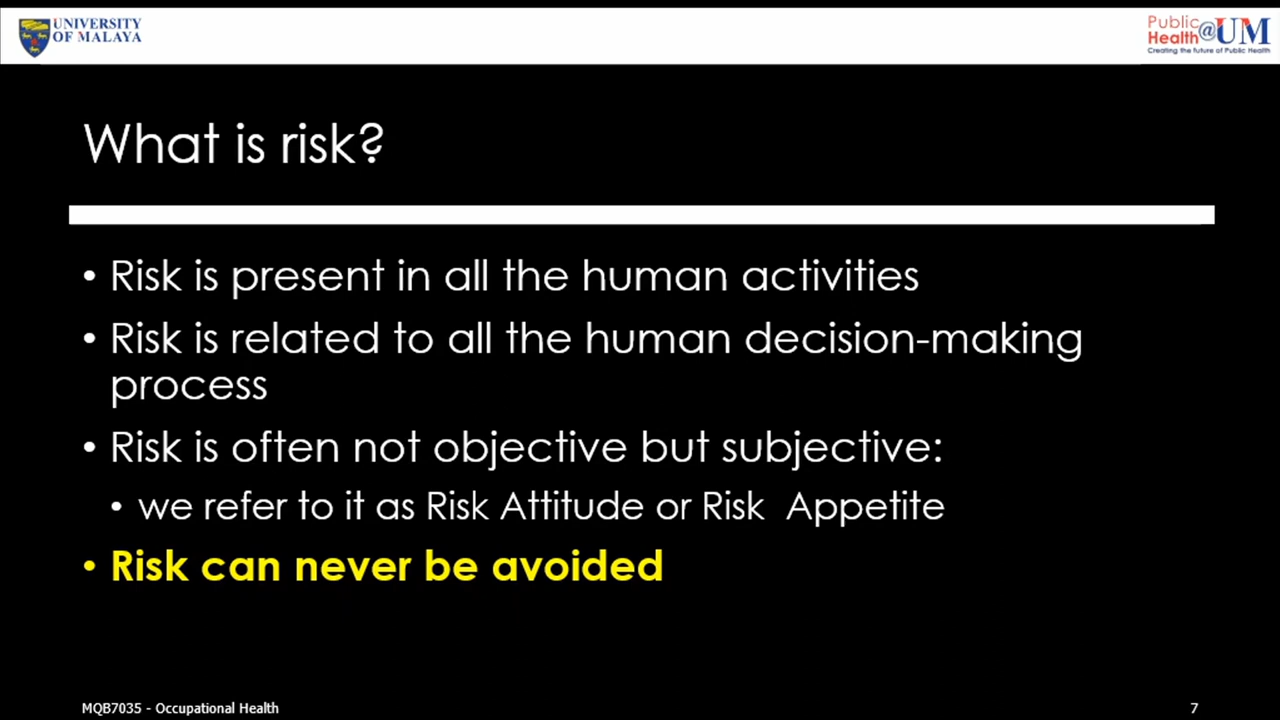 UNIVERSITY
OF MALAYA
Public
Health@UM
Creating the future of Public Health
What is risk?
• Risk is present in all the human activities
• Risk is related to all the human decision-making
process
• Risk is often not objective but subjective:
• we refer to it as Risk Attitude or Risk  Appetite
• Risk can never be avoided
MQB7035 - Occupational Health
7